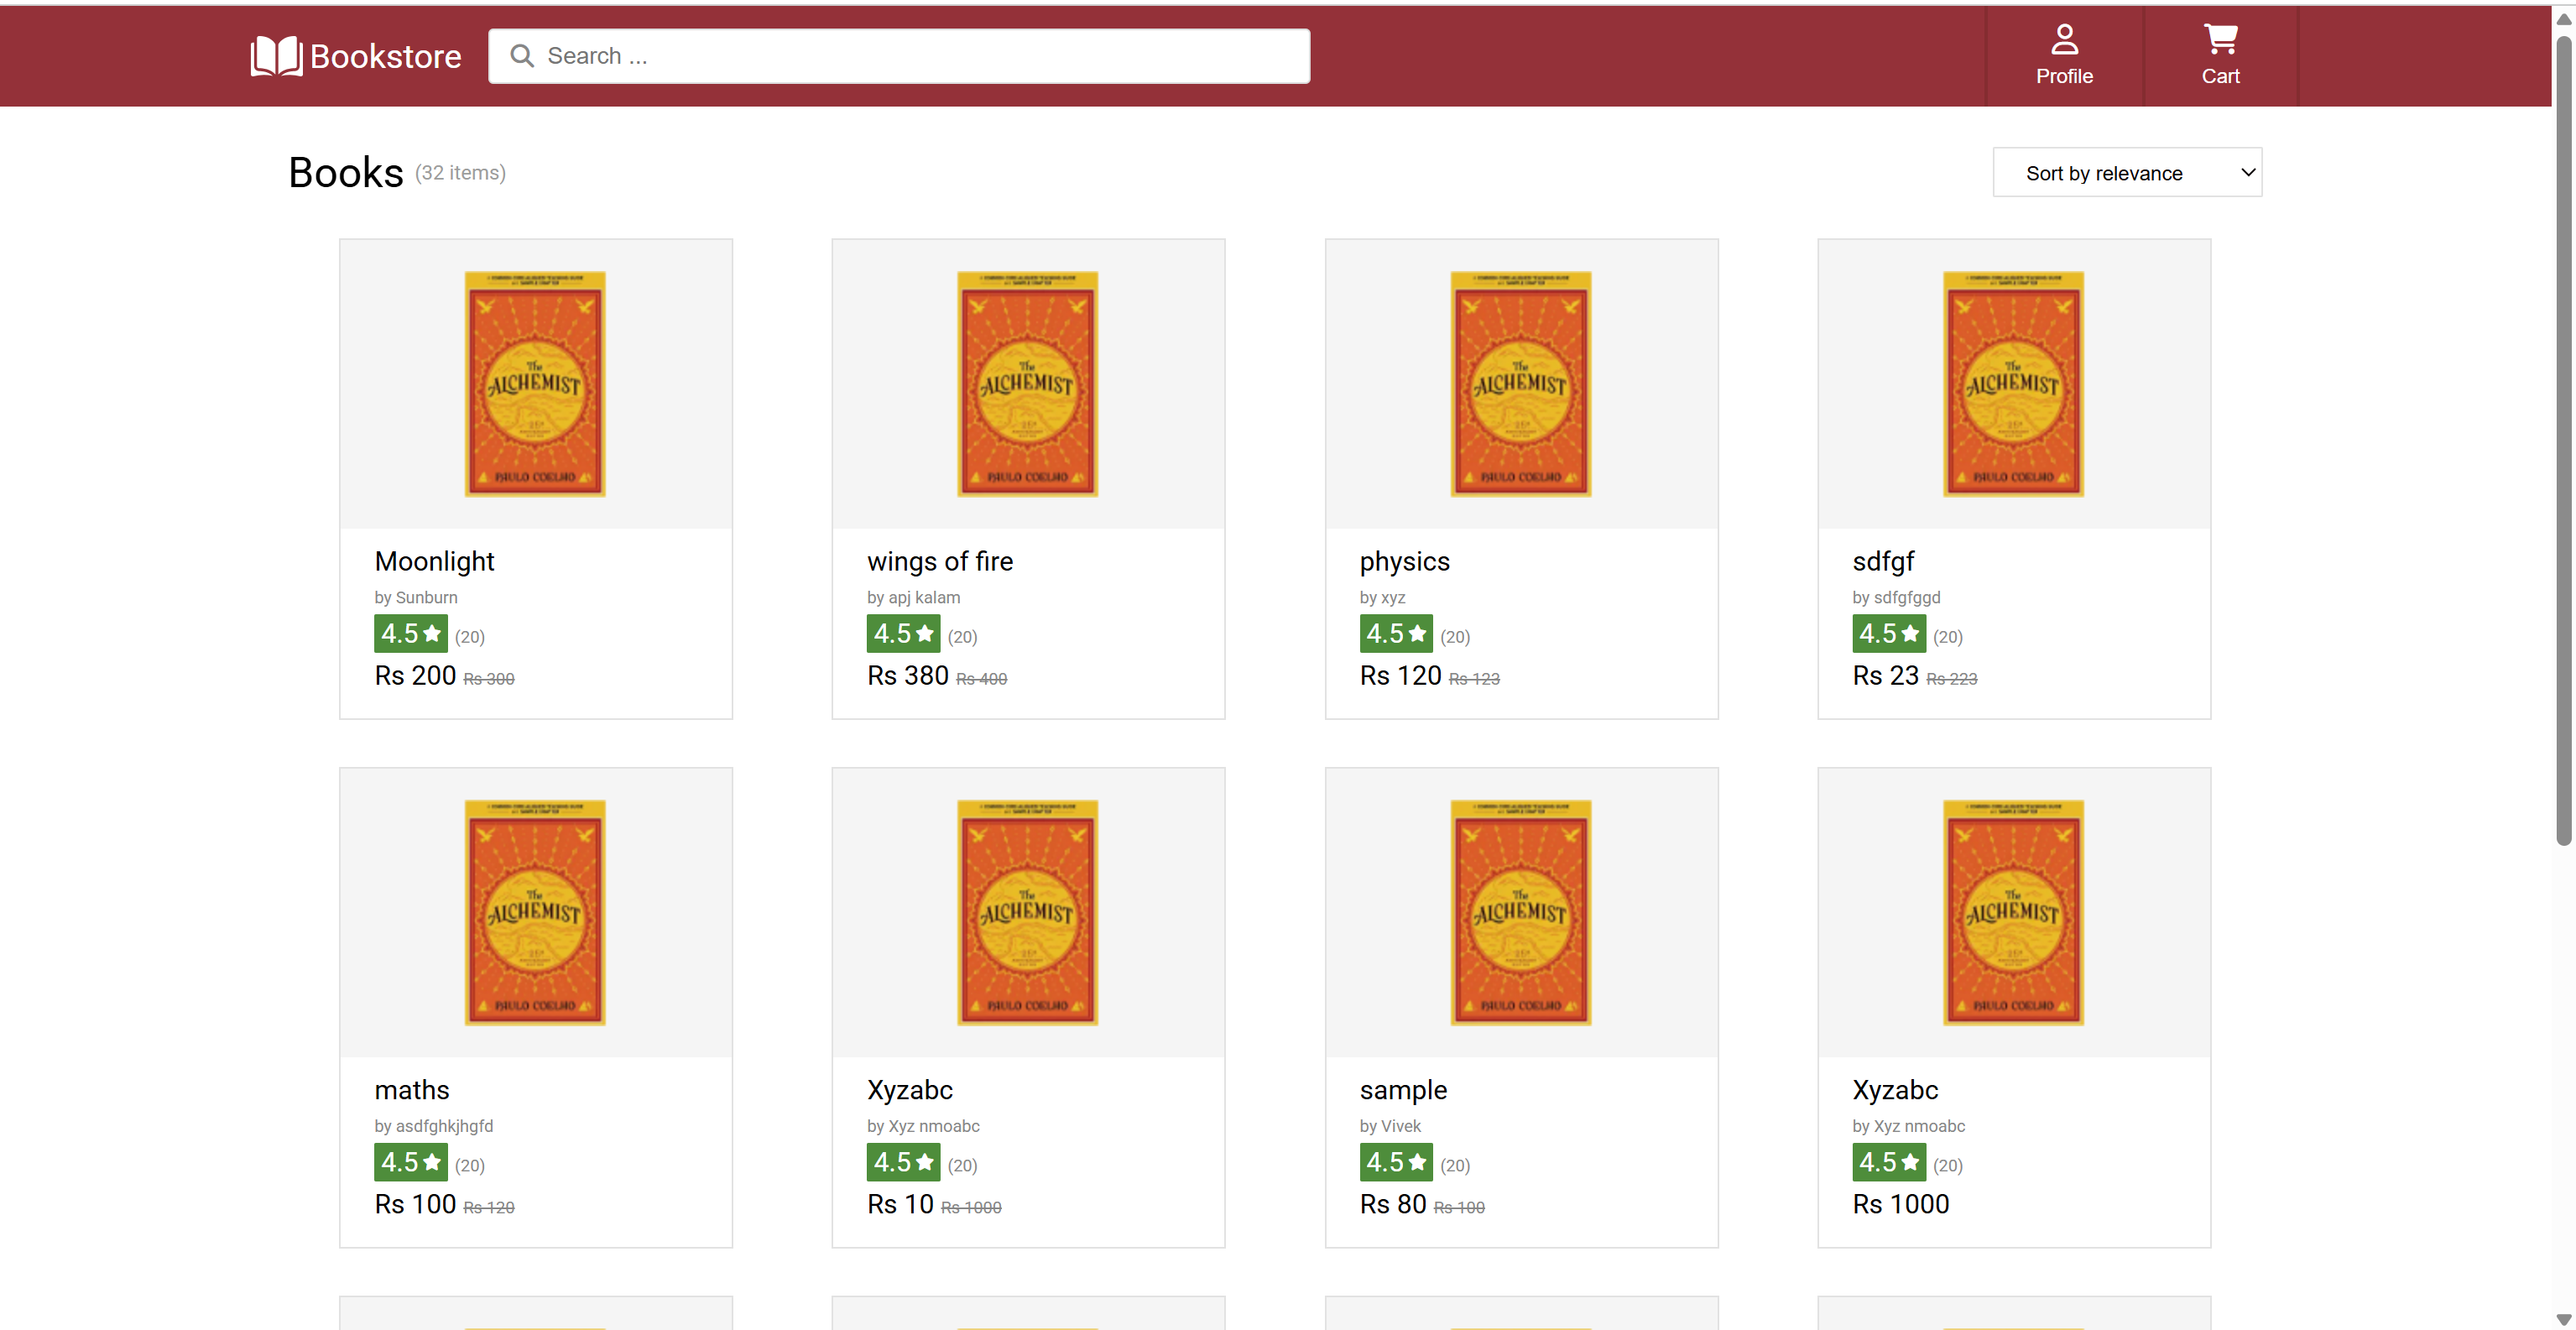 Bookstore
Search ...
Profile
Cart
Books (32 items)
Sort by relevance
The
ALCHEMIST
PAULO COELHO
The
ALCHEMIST
PAULO COELHO
The
ALCHEMIST
PAULO COELHO
The
ALCHEMIST
PAULO COELHO
Moonlight
by Sunburn
4.5 (20)
Rs 200 Rs 300
wings of fire
by apj kalam
4.5 (20)
Rs 380 Rs 400
physics
by xyz
4.5 (20)
Rs 120 Rs 123
sdfgf
by sdfgfggd
4.5 (20)
Rs 23 Rs 223
The
ALCHEMIST
PAULO COELHO
The
ALCHEMIST
PAULO COELHO
The
ALCHEMIST
PAULO COELHO
The
ALCHEMIST
PAULO COELHO
maths
by asdfghkjhgfd
4.5 (20)
Rs 100 Rs 120
Xyzabc
by Xyz nmoabc
4.5 (20)
Rs 10 Rs 1000
sample
by Vivek
4.5 (20)
Rs 80 Rs 100
Xyzabc
by Xyz nmoabc
4.5 (20)
Rs 1000